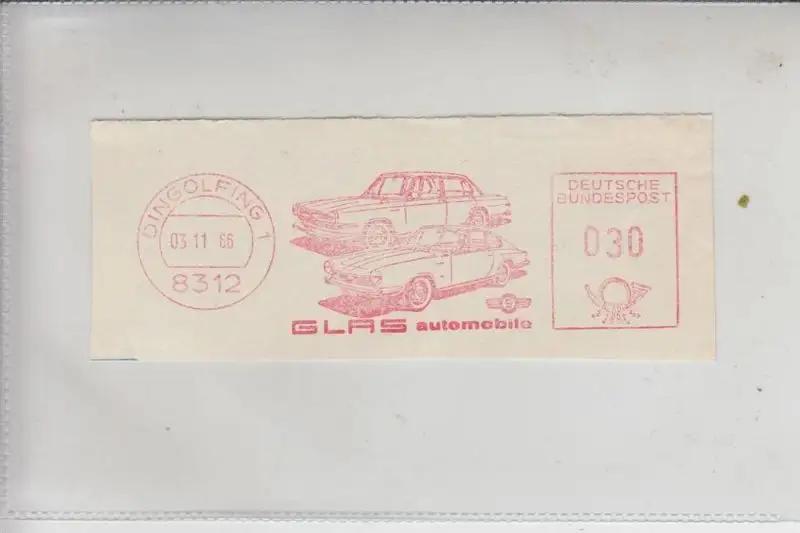 DINGOLFING 1
03 11 66
8312
GLAS automobile
DEUTSCHE
BUNDESPOST
030